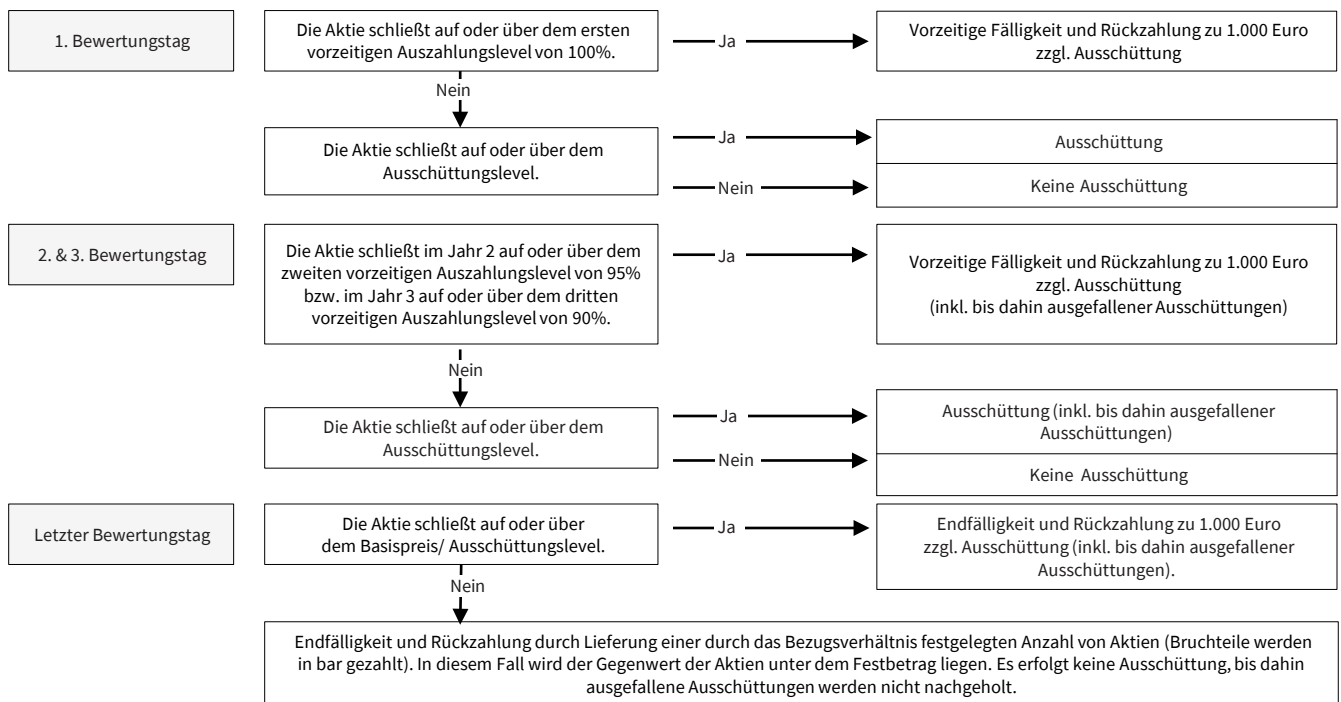 1. Bewertungstag
Die Aktie schließt auf oder über dem ersten
vorzeitigen Auszahlungslevel von 100%.
Ja
Vorzeitige Fälligkeit und Rückzahlung zu 1.000 Euro
zzgl. Ausschüttung
Nein
Die Aktie schließt auf oder über dem
Ausschüttungslevel.
Ja
Ausschüttung
Nein
Keine Ausschüttung
2. & 3. Bewertungstag
Die Aktie schließt im Jahr 2 auf oder über dem
zweiten vorzeitigen Auszahlungslevel von 95%
bzw. im Jahr 3 auf oder über dem dritten
vorzeitigen Auszahlungslevel von 90%.
Ja
Vorzeitige Fälligkeit und Rückzahlung zu 1.000 Euro
zzgl. Ausschüttung
(inkl. bis dahin ausgefallener Ausschüttungen)
Nein
Die Aktie schließt auf oder über dem
Ausschüttungslevel.
Ja
Ausschüttung (inkl. bis dahin ausgefallener
Ausschüttungen)
Nein
Keine Ausschüttung
Letzter Bewertungstag
Die Aktie schließt auf oder über
dem Basispreis/ Ausschüttungslevel.
Ja
Endfälligkeit und Rückzahlung zu 1.000 Euro
zzgl. Ausschüttung (inkl. bis dahin ausgefallener
Ausschüttungen).
Nein
Endfälligkeit und Rückzahlung durch Lieferung einer durch das Bezugsverhältnis festgelegten Anzahl von Aktien (Bruchteile werden
in bar gezahlt). In diesem Fall wird der Gegenwert der Aktien unter dem Festbetrag liegen. Es erfolgt keine Ausschüttung, bis dahin
ausgefallene Ausschüttungen werden nicht nachgeholt.